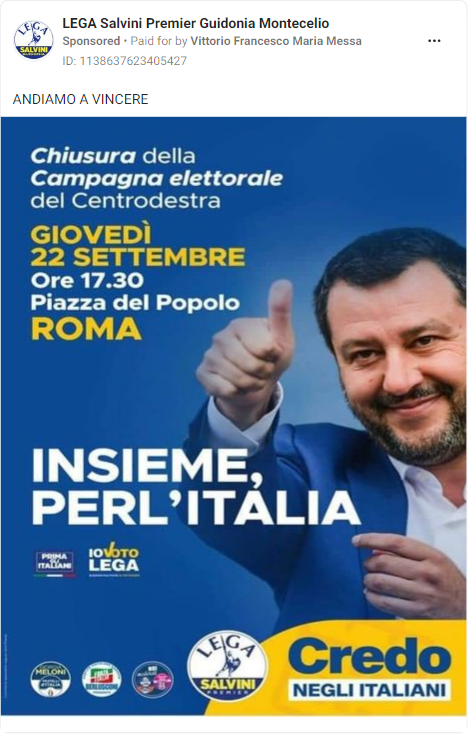 LEGA Salvini Premier Guidonia Montecelio
Sponsored • Paid for by Vittorio Francesco Maria Messa
ID: 1138637623405427
ANDIAMO A VINCERE
Chiusura della
Campagna elettorale
del Centrodestra
GIOVEDÌ
22 SETTEMBRE
Ore 17.30
Piazza del Popolo
ROMA
INSIEME,
PERL'ITALIA
PRIMA
ITALIANI
IO VOTO
LEGA
MELONI
FORZA
ITALIA
BERLUSCONI
LEGA
SALVINI
PREMIER
Credo
NEGLI ITALIANI